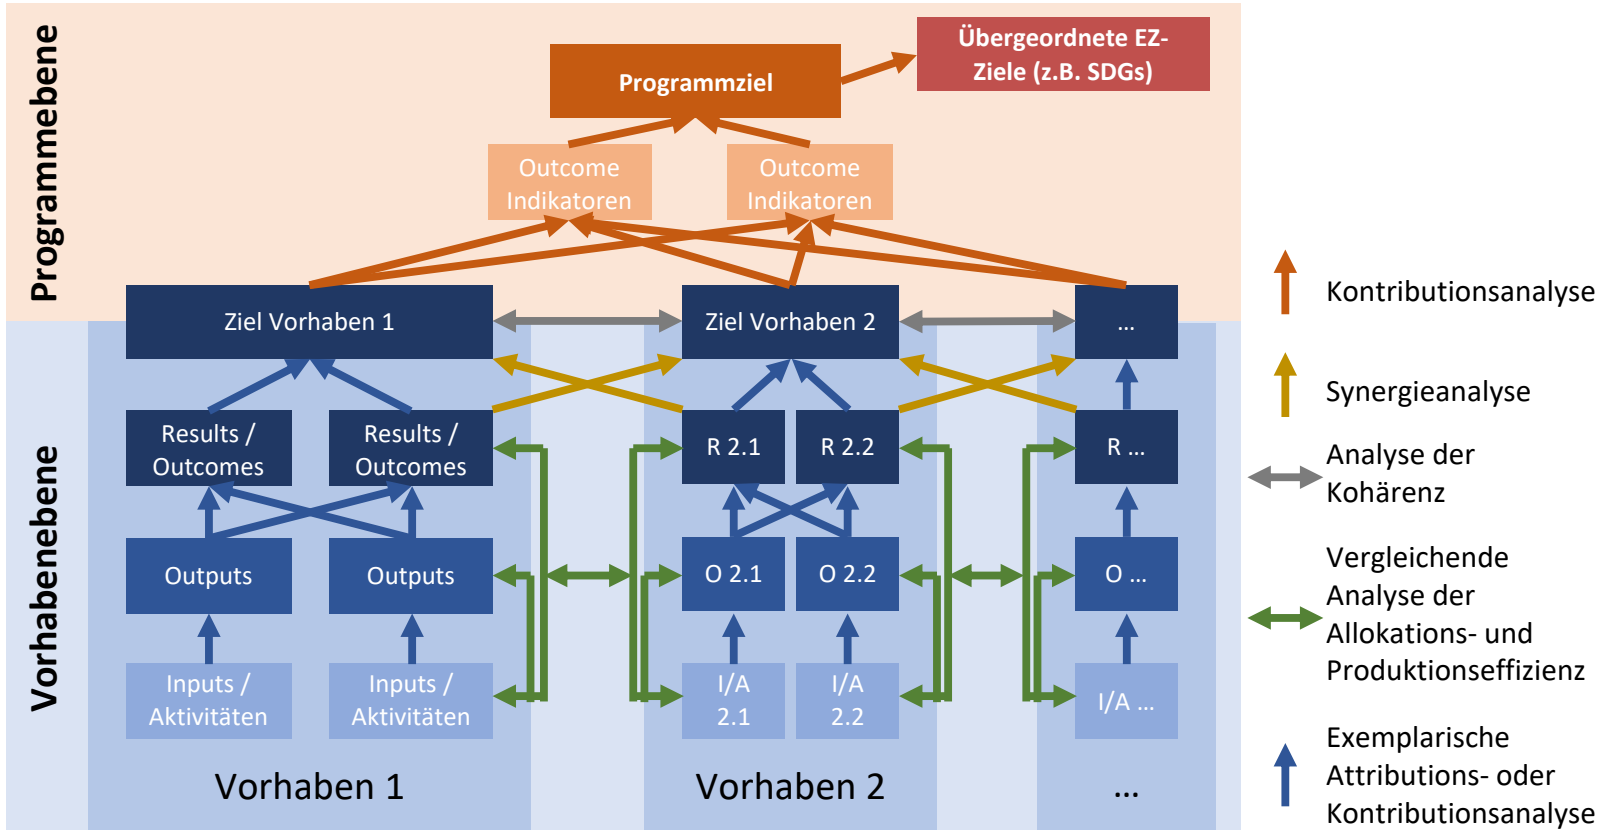 Programmebene
Übergeordnete EZ-
Ziele (z.B. SDGs)
Programmziel
Outcome
Indikatoren
Outcome
Indikatoren
Vorhabenebene
Ziel Vorhaben 1
Ziel Vorhaben 2
...
Results /
Outcomes
Results /
Outcomes
R 2.1
R 2.2
R ...
Outputs
Outputs
O 2.1
O 2.2
O ...
Inputs /
Aktivitäten
Inputs /
Aktivitäten
I/A
2.1
I/A
2.2
I/A ...
Vorhaben 1
Vorhaben 2
...
Kontributionsanalyse
Synergieanalyse
Analyse der
Kohärenz
Vergleichende
Analyse der
Allokations- und
Produktionseffizienz
Exemplarische
Attributions- oder
Kontributionsanalyse